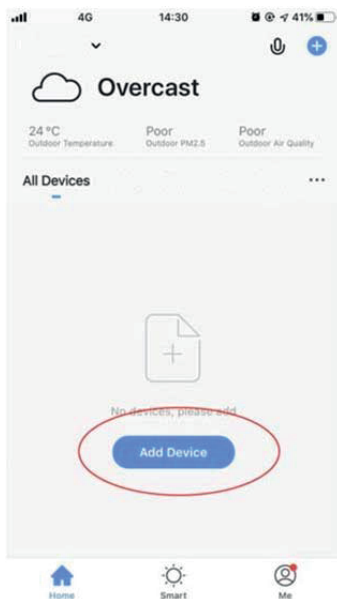 4G 14:30 41%
Overcast
24 °C Poor Poor
Outdoor Temperature Outdoor PM2.5 Outdoor Air Quality
All Devices ...
No devices, please add
Add Device
Home Smart Me